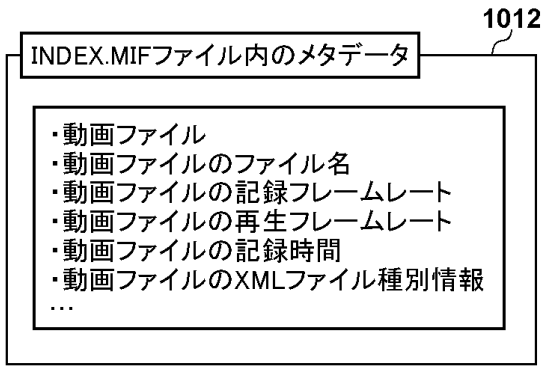 1012
INDEX.MIFファイル内のメタデータ
・動画ファイル
・動画ファイルのファイル名
・動画ファイルの記録フレームレート
・動画ファイルの再生フレームレート
・動画ファイルの記録時間
・動画ファイルのXMLファイル種別情報
…